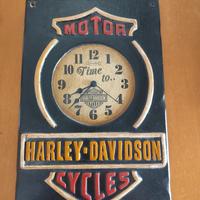 MOTOR
Time to..
HARLEY-DAVIDSON
CYCLES